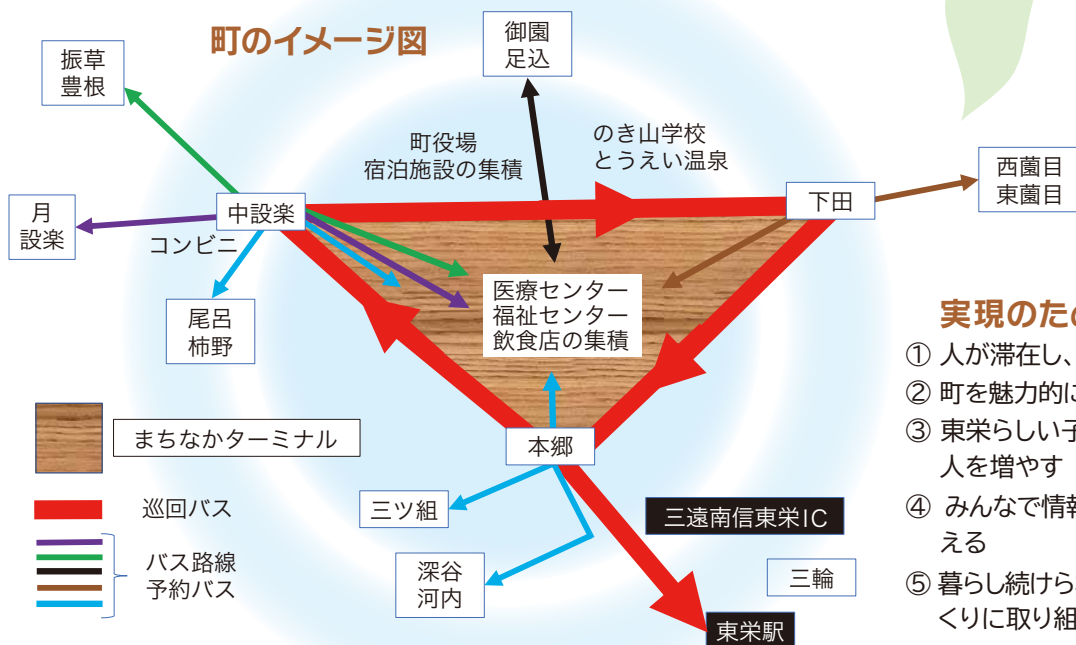 町のイメージ図
御園
足込
振草
豊根
町役場
宿泊施設の集積
のき山学校
とうえい温泉
西薗目
東薗目
月
設楽
中設楽
下田
コンビニ
尾呂
柿野
医療センター
福祉センター
飲食店の集積
まちなかターミナル
本郷
巡回バス
三ツ組
三遠南信東栄IC
バス路線
予約バス
深谷
河内
三輪
東栄駅
実現のため
① 人が滞在し、
② 町を魅力的に
③ 東栄らしい子
人を増やす
④ みんなで情報
える
⑤ 暮らし続けら
くりに取り組